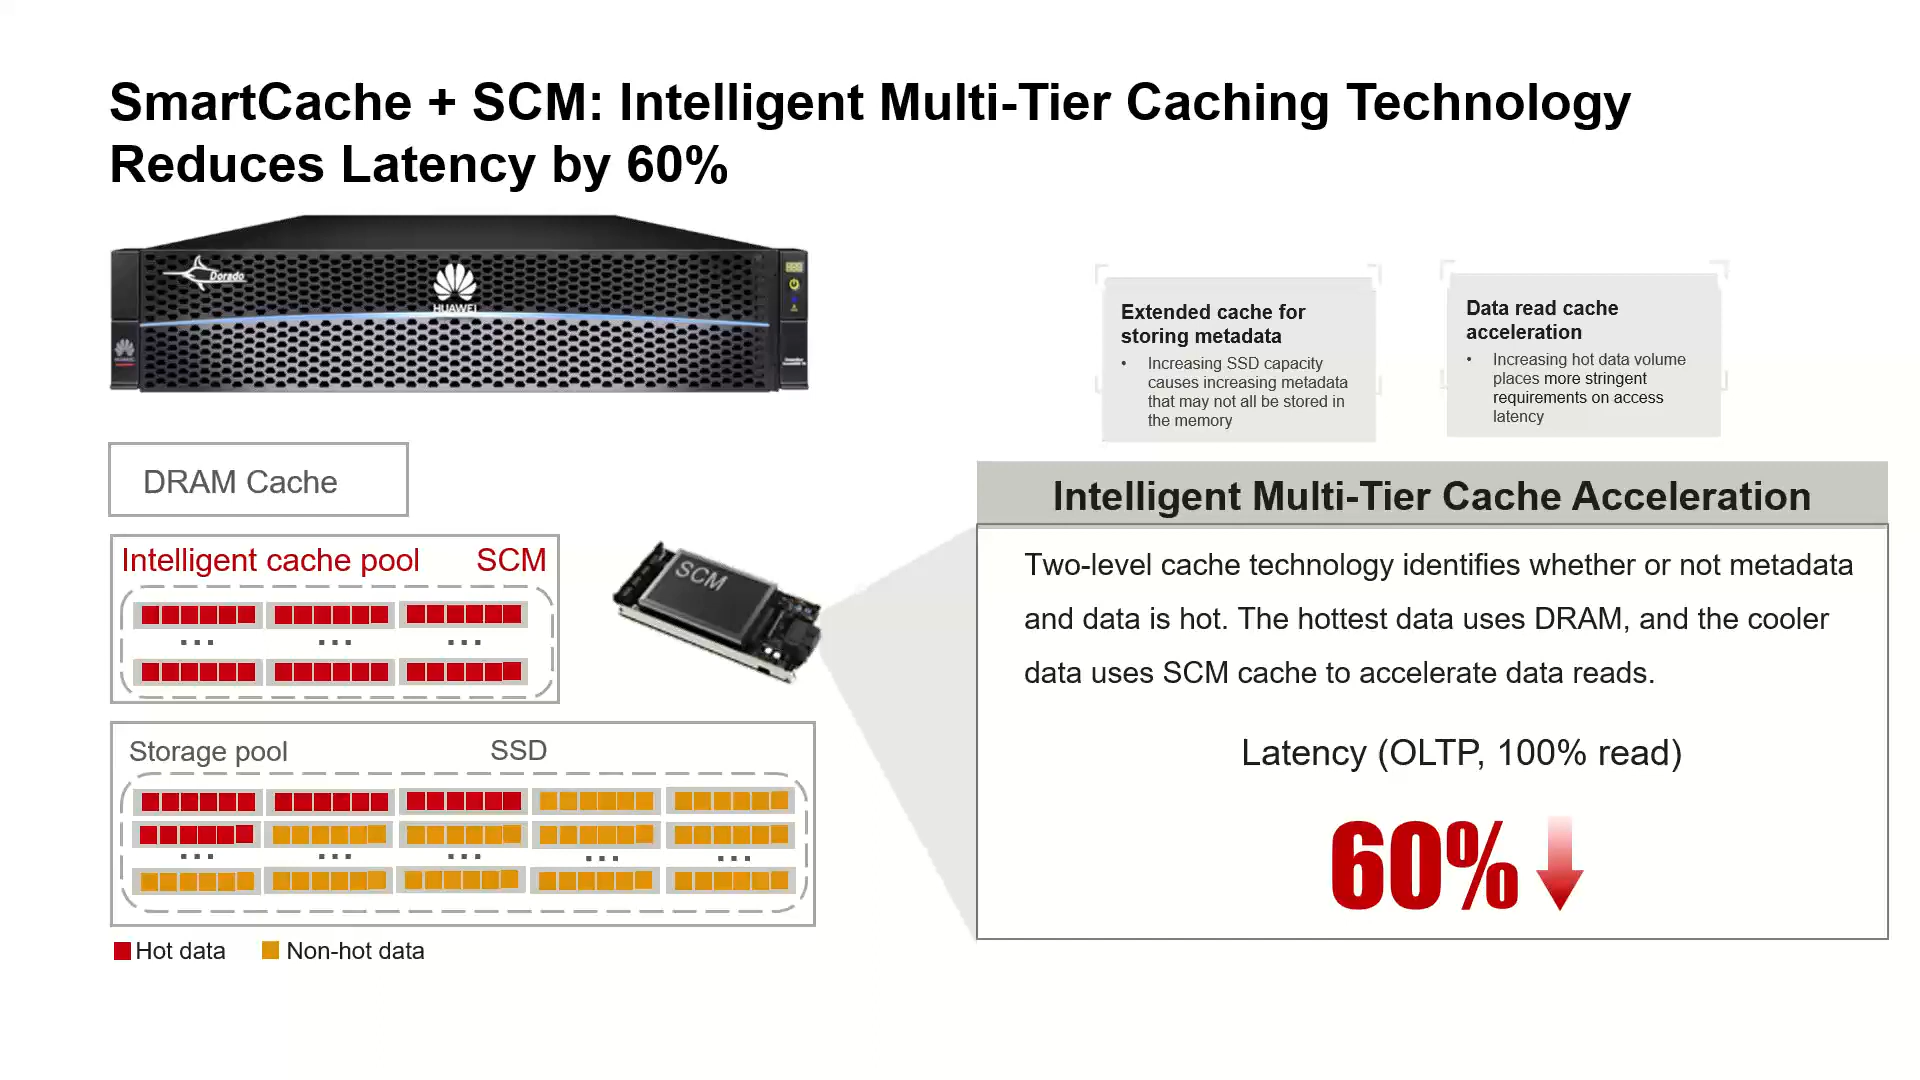 SmartCache + SCM: Intelligent Multi-Tier Caching Technology
Reduces Latency by 60%
Dorado
HUAWEI
Extended cache for
storing metadata
• Increasing SSD capacity
causes increasing metadata
that may not all be stored in
the memory
Data read cache
acceleration
• Increasing hot data volume
places more stringent
requirements on access
latency
DRAM Cache
Intelligent cache pool SCM
...
...
...
SCM
Storage pool SSD
...
...
...
...
...
Hot data
Non-hot data
Intelligent Multi-Tier Cache Acceleration
Two-level cache technology identifies whether or not metadata
and data is hot. The hottest data uses DRAM, and the cooler
data uses SCM cache to accelerate data reads.
Latency (OLTP, 100% read)
60%